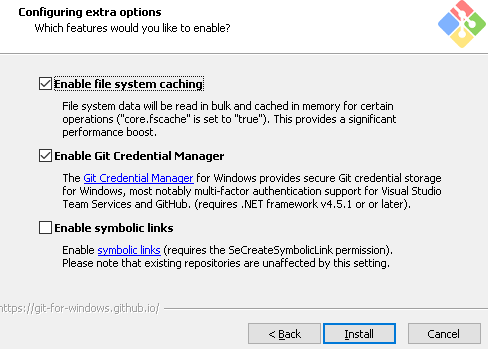 Configuring extra options
Which features would you like to enable?
Enable file system caching
File system data will be read in bulk and cached in memory for certain
operations ("core.fscache" is set to "true"). This provides a significant
performance boost.
Enable Git Credential Manager
The Git Credential Manager for Windows provides secure Git credential storage
for Windows, most notably multi-factor authentication support for Visual Studio
Team Services and GitHub. (requires .NET framework v4.5.1 or or later).
Enable symbolic links
Enable symbolic links (requires the SeCreateSymbolicLink permission).
Please note that existing repositories are unaffected by this setting.
https://git-for-windows.github.io/
< Back
Install
Cancel